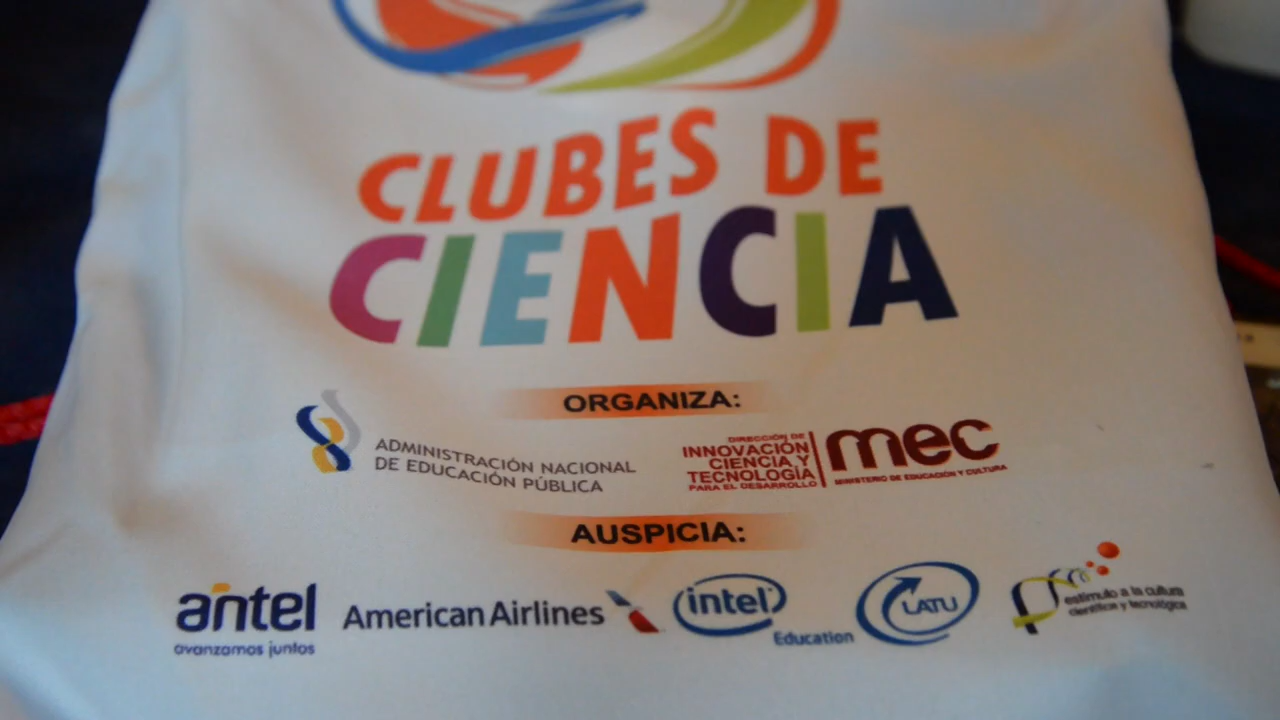 CLUBES DE
CIENCIA
ORGANIZA:
ADMINISTRACIÓN NACIONAL
DE EDUCACIÓN PÚBLICA
DIRECCIÓN DE
INNOVACIÓN
CIENCIA Y
TECNOLOGÍA
PARA EL DESARROLLO
mec
MINISTERIO DE EDUCACIÓN Y CULTURA
AUSPICIA:
antel
avanzamos juntos
American Airlines
intel
Education
LATU
estímulo a la cultura
científica y tecnológica